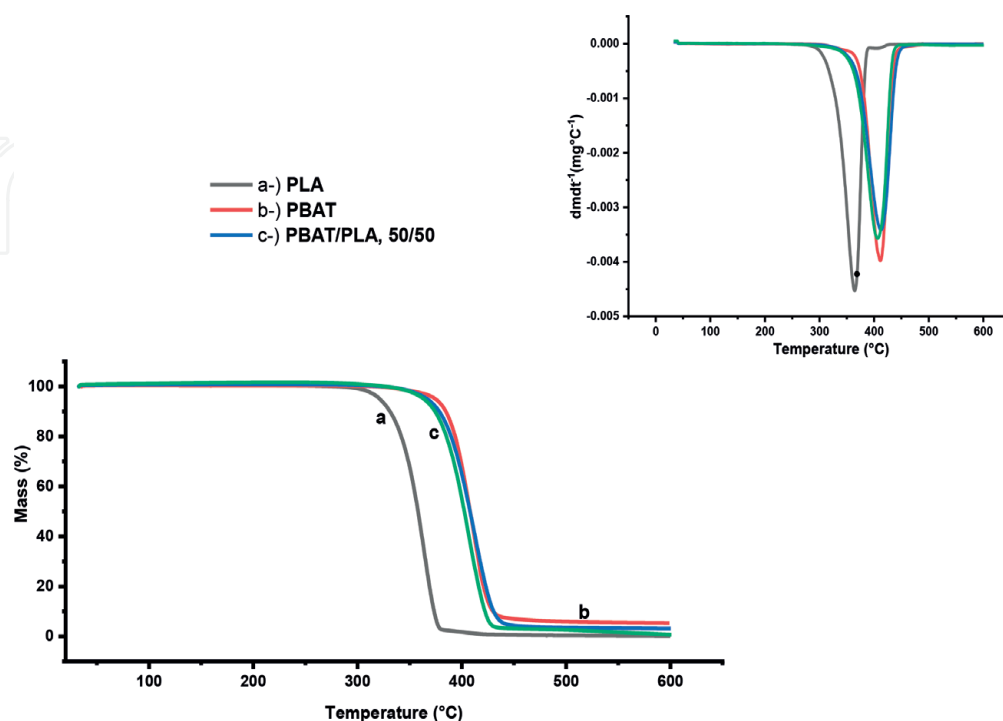 0.000
-0.001
-0.002
-0.003
-0.004
-0.005
dmdt⁻¹(mg°C⁻¹)
0 100 200 300 400 500 600
Temperature (°C)
a-) PLA
b-) PBAT
c-) PBAT/PLA, 50/50
100
80
60
40
20
0
Mass (%)
a
c
b
100 200 300 400 500 600
Temperature (°C)